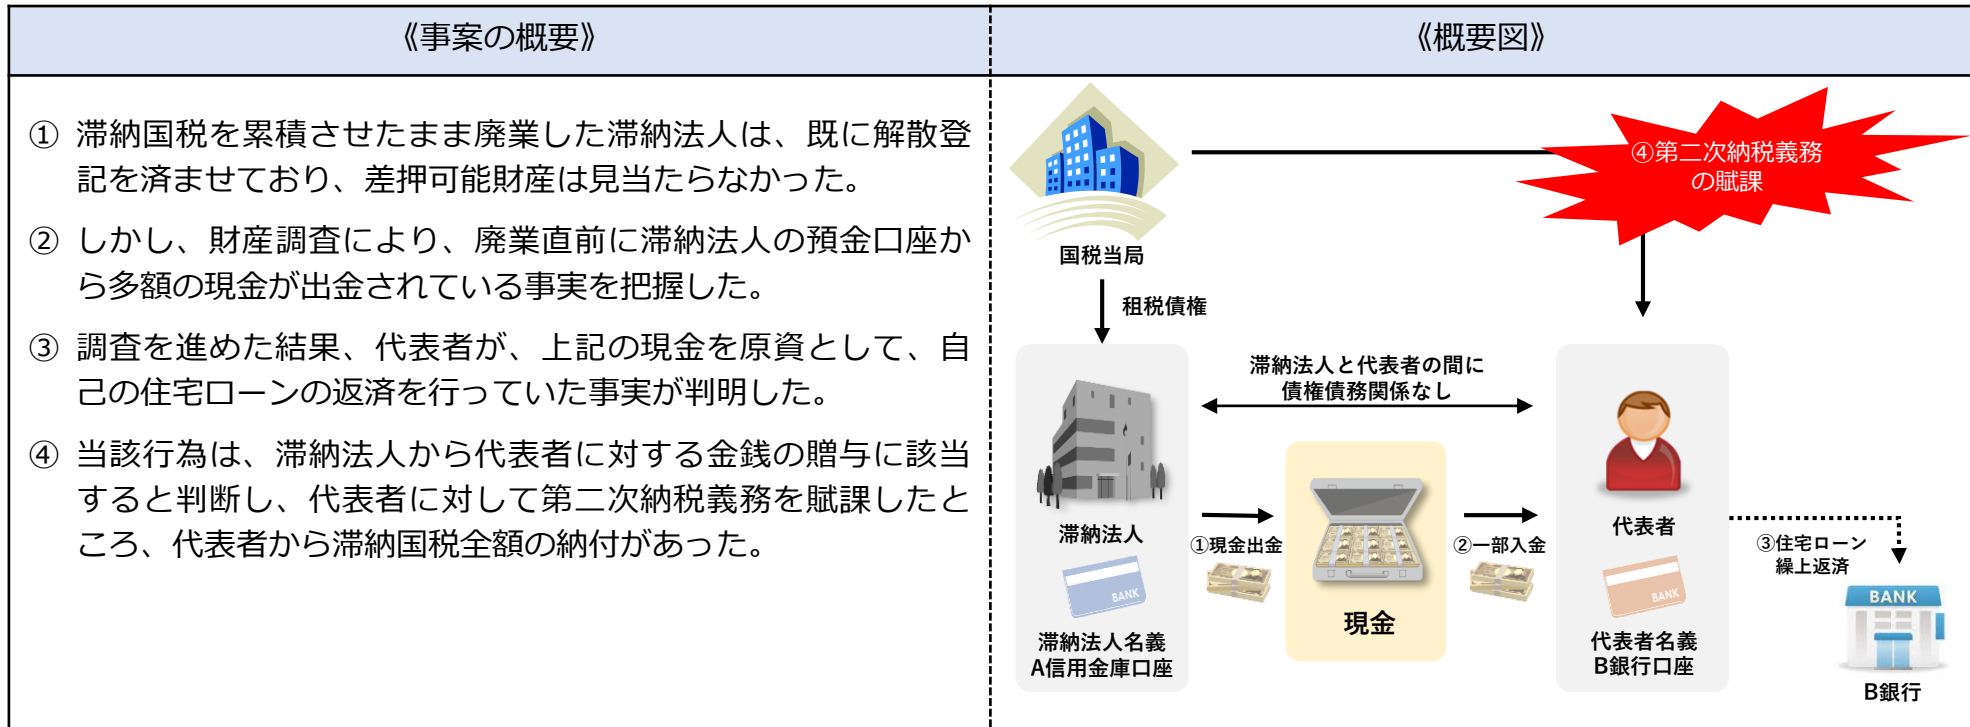 《事案の概要》
① 滞納国税を累積させたまま廃業した滞納法人は、既に解散登
記を済ませており、差押可能財産は見当たらなかった。
② しかし、財産調査により、廃業直前に滞納法人の預金口座か
ら多額の現金が出金されている事実を把握した。
③ 調査を進めた結果、代表者が、上記の現金を原資として、自
己の住宅ローンの返済を行っていた事実が判明した。
④ 当該行為は、滞納法人から代表者に対する金銭の贈与に該当
すると判断し、代表者に対して第二次納税義務を賦課したと
ころ、代表者から滞納国税全額の納付があった。
《概要図》
④第二次納税義務
の賦課
国税当局
租税債権
滞納法人と代表者の間に
債権債務関係なし
滞納法人
①現金出金
②一部入金
代表者
③住宅ローン
繰上返済
BANK
BANK
BANK
現金
滞納法人名義
A信用金庫口座
代表者名義
B銀行口座
B銀行